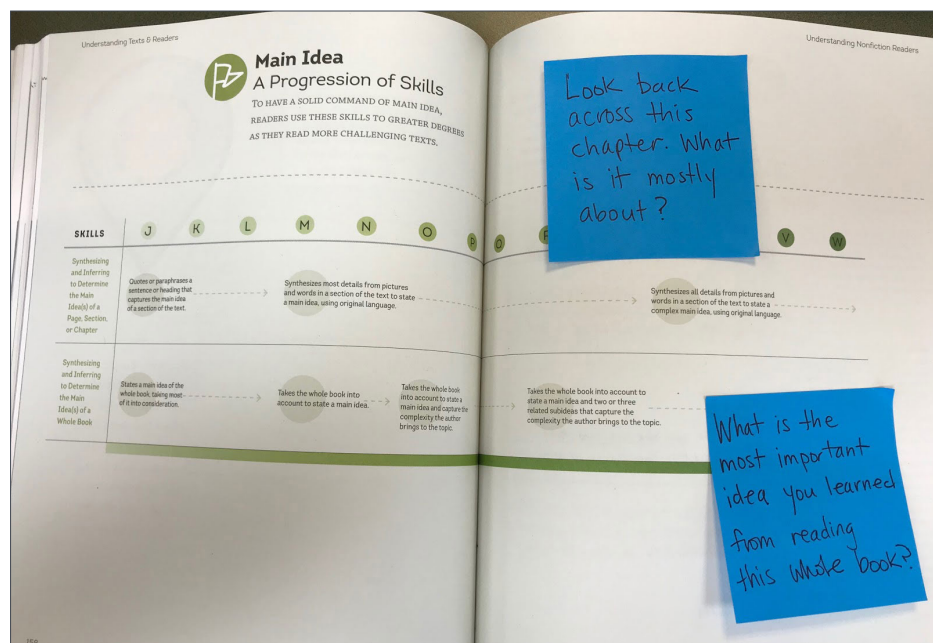 Understanding Texts & Readers
Main Idea
A Progression of Skills
TO HAVE A SOLID COMMAND OF MAIN IDEA,
READERS USE THESE SKILLS TO GREATER DEGREES
AS THEY READ MORE CHALLENGING TEXTS.
Understanding Nonfiction Readers
Look back
across this
chapter. What
is it mostly
about?
SKILLS J K L M N O P O P V W
Synthesizing
and Inferring
to Determine
the Main
Idea(s) of a
Page, Section,
or Chapter
Quotes or paraphrases a
sentence or heading that
captures the main idea
of a section of the text.
Synthesizes most details from pictures
and words in a section of the text to state
a main idea, using original language.
Synthesizes all details from pictures and
words in a section of the text to state a
complex main idea, using original language.
Synthesizing
and Inferring
to Determine
the Main
Idea(s) of a
Whole Book
States a main idea of the
whole book, taking most
of it into consideration.
Takes the whole book into
account to state a main idea.
Takes the whole book
into account to state a
main idea and capture the
complexity the author
brings to the topic.
Takes the whole book into account to
state a main idea and two or three
related subideas that capture the
complexity the author brings to the topic.
What is the
most important
idea you learned
from reading
this whole book?